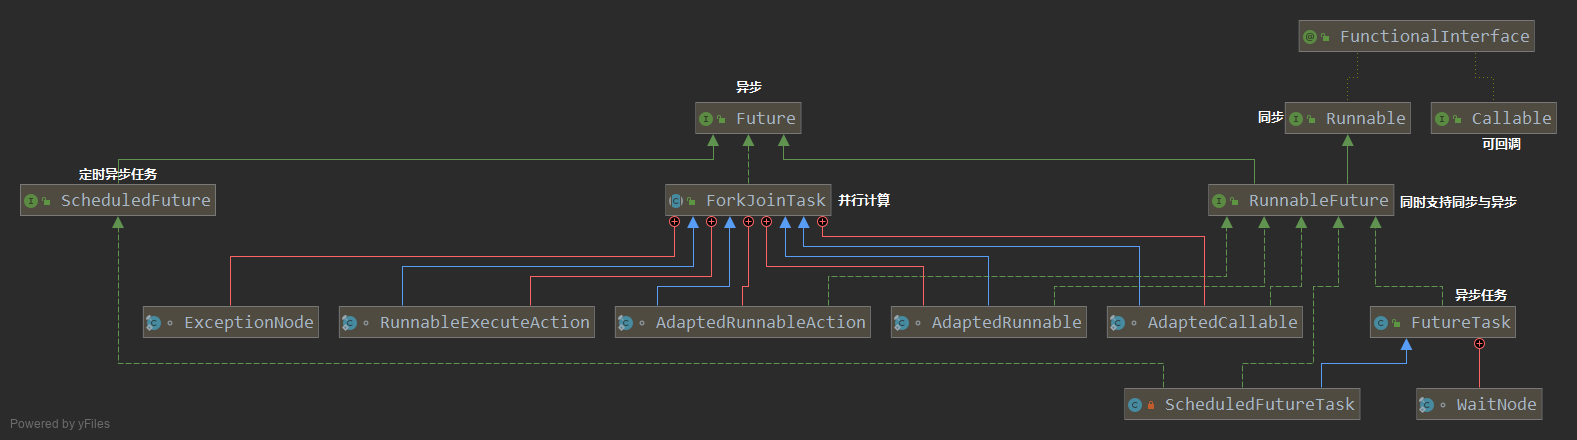 FunctionalInterface
异步
Future
同步
Runnable
Callable
可回调
定时异步任务
ScheduledFuture
ForkJoinTask
并行计算
RunnableFuture
同时支持同步与异步
异步任务
ExceptionNode
RunnableExecuteAction
AdaptedRunnableAction
AdaptedRunnable
AdaptedCallable
FutureTask
ScheduledFutureTask
WaitNode
Powered by yFiles